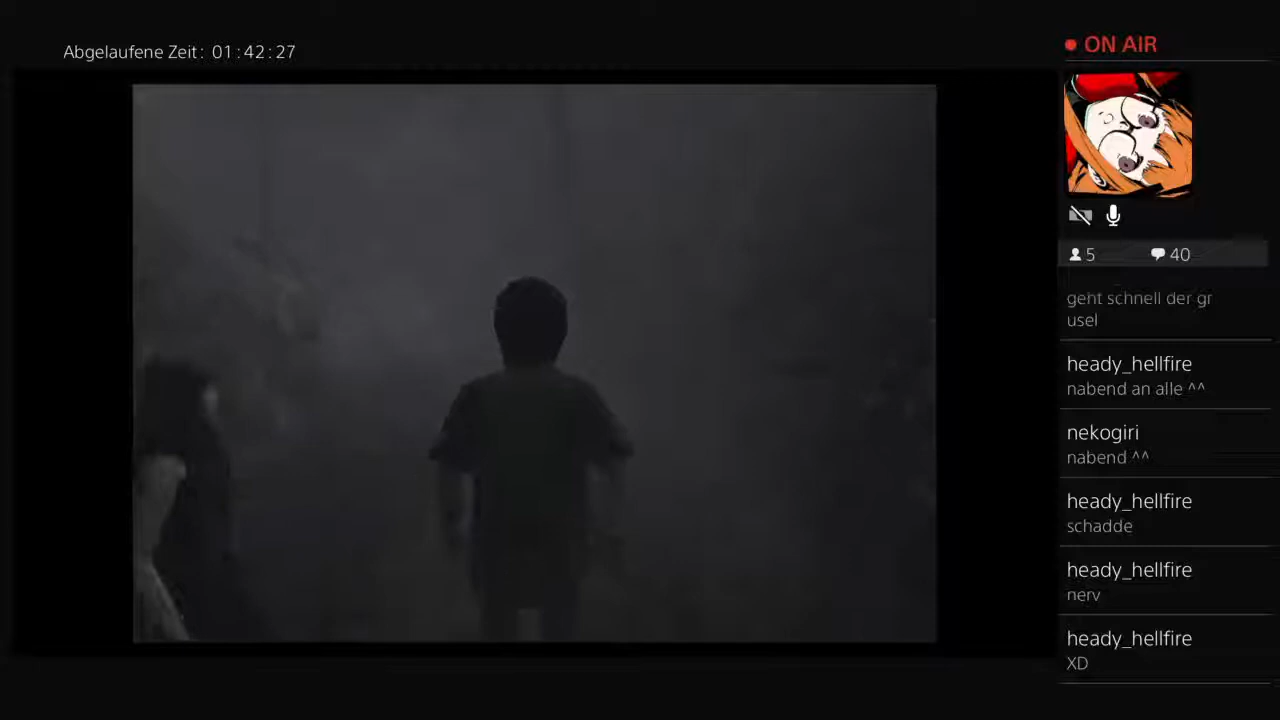 Abgelaufene Zeit: 01:42:27
ON AIR
5 40
geht schnell der gr
usel
heady_hellfire
nabend an alle ^^
nekogiri
nabend ^^
heady_hellfire
schadde
heady_hellfire
nerv
heady_hellfire
XD